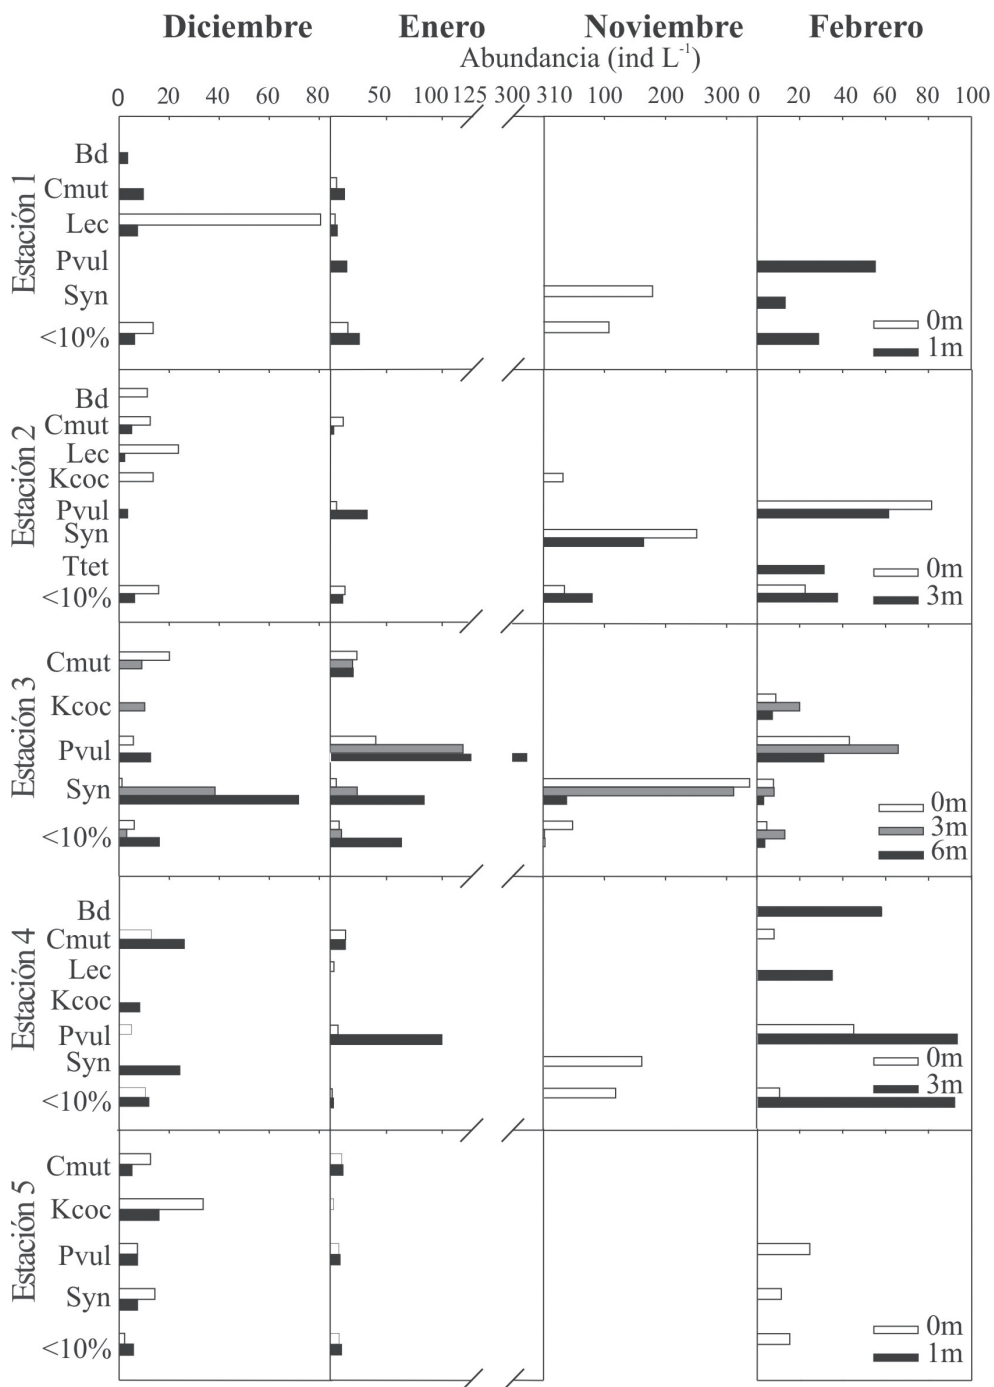 Diciembre Enero Noviembre Febrero
Abundancia (ind L⁻¹)
0 20 40 60 80 50 100 125 300 310 100 200 300 0 20 40 60 80 100
Estación 1
Bd
Cmut
Lec
Pvul
Syn
<10%
0m
1m
Estación 2
Bd
Cmut
Lec
Kcoc
Pvul
Syn
Ttet
<10%
0m
3m
Estación 3
Cmut
Kcoc
Pvul
Syn
<10%
0m
3m
6m
Estación 4
Bd
Cmut
Lec
Kcoc
Pvul
Syn
<10%
0m
3m
Estación 5
Cmut
Kcoc
Pvul
Syn
<10%
0m
1m